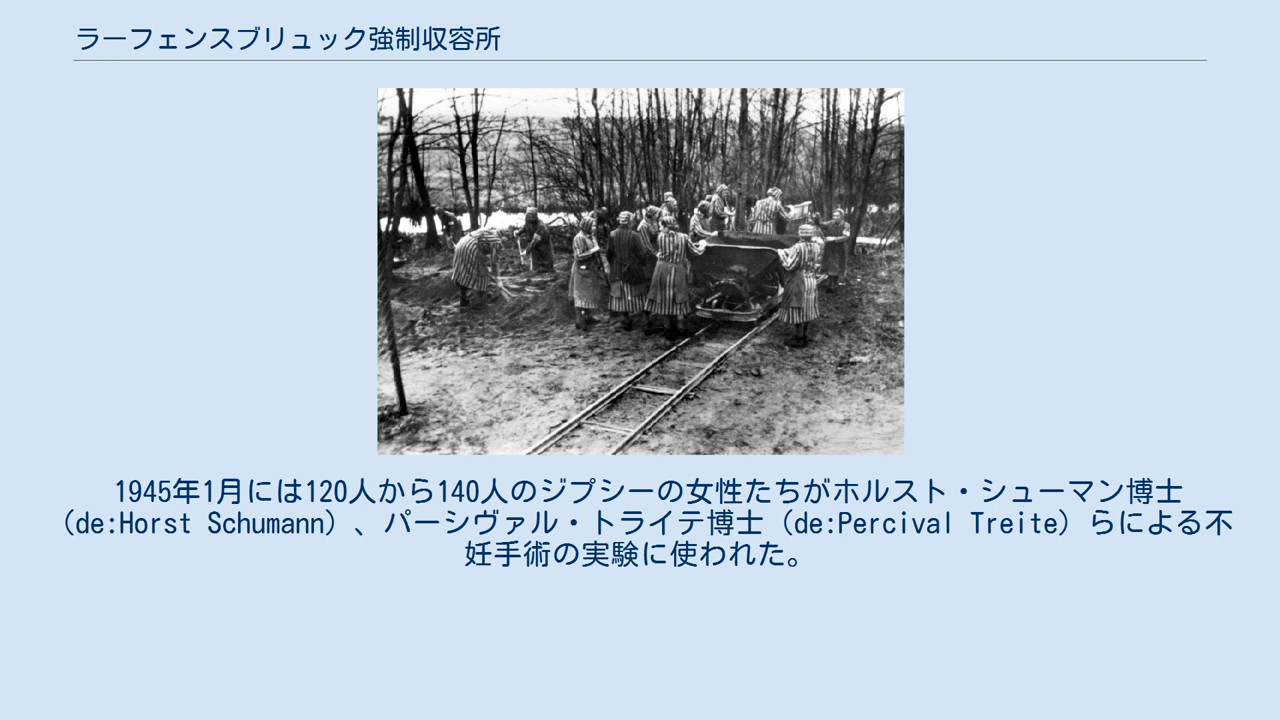 ラーフェンスブリュック強制収容所
1945年1月には120人から140人のジプシーの女性たちがホルスト・シューマン博士
（de:Horst Schumann）、パーシヴァル・トライテ博士（de:Percival Treite）らによる不
妊手術の実験に使われた。